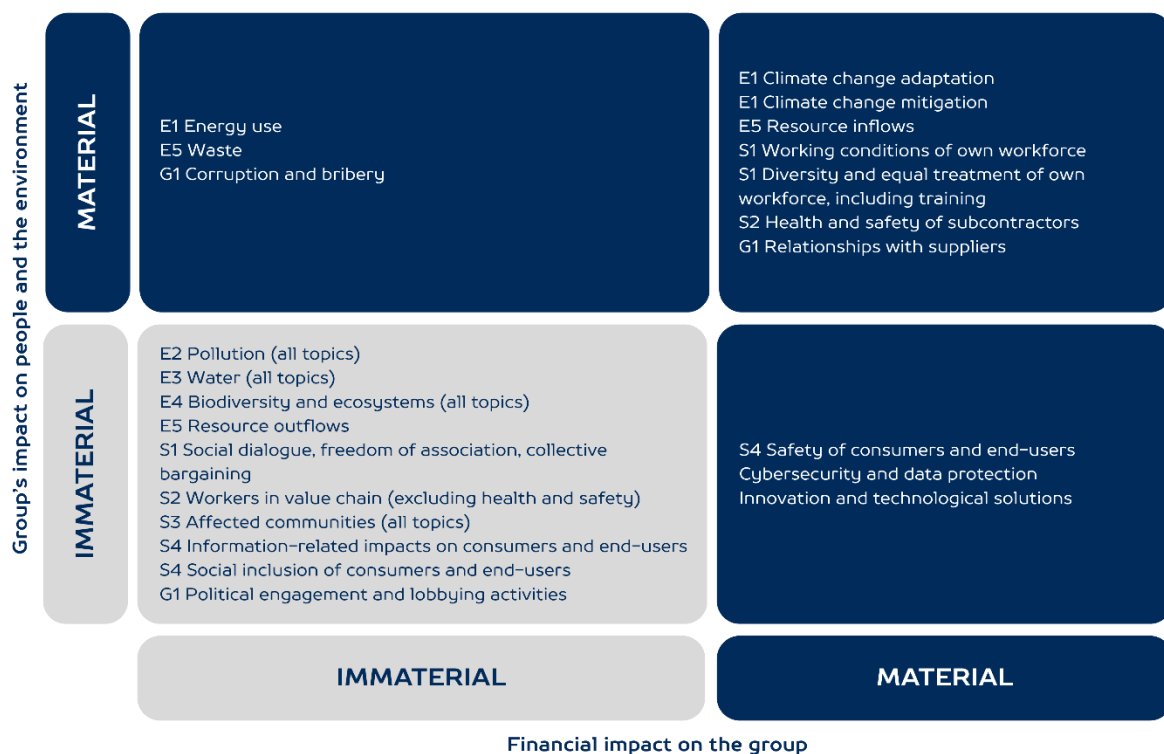 Group's impact on people and the environment
MATERIAL
E1 Energy use
E5 Waste
G1 Corruption and bribery
E1 Climate change adaptation
E1 Climate change mitigation
E5 Resource inflows
S1 Working conditions of own workforce
S1 Diversity and equal treatment of own
workforce, including training
S2 Health and safety of subcontractors
G1 Relationships with suppliers
IMMATERIAL
E2 Pollution (all topics)
E3 Water (all topics)
E4 Biodiversity and ecosystems (all topics)
E5 Resource outflows
S1 Social dialogue, freedom of association, collective
bargaining
S2 Workers in value chain (excluding health and safety)
S3 Affected communities (all topics)
S4 Information-related impacts on consumers and end-users
S4 Social inclusion of consumers and end-users
G1 Political engagement and lobbying activities
S4 Safety of consumers and end-users
Cybersecurity and data protection
Innovation and technological solutions
IMMATERIAL
MATERIAL
Financial impact on the group